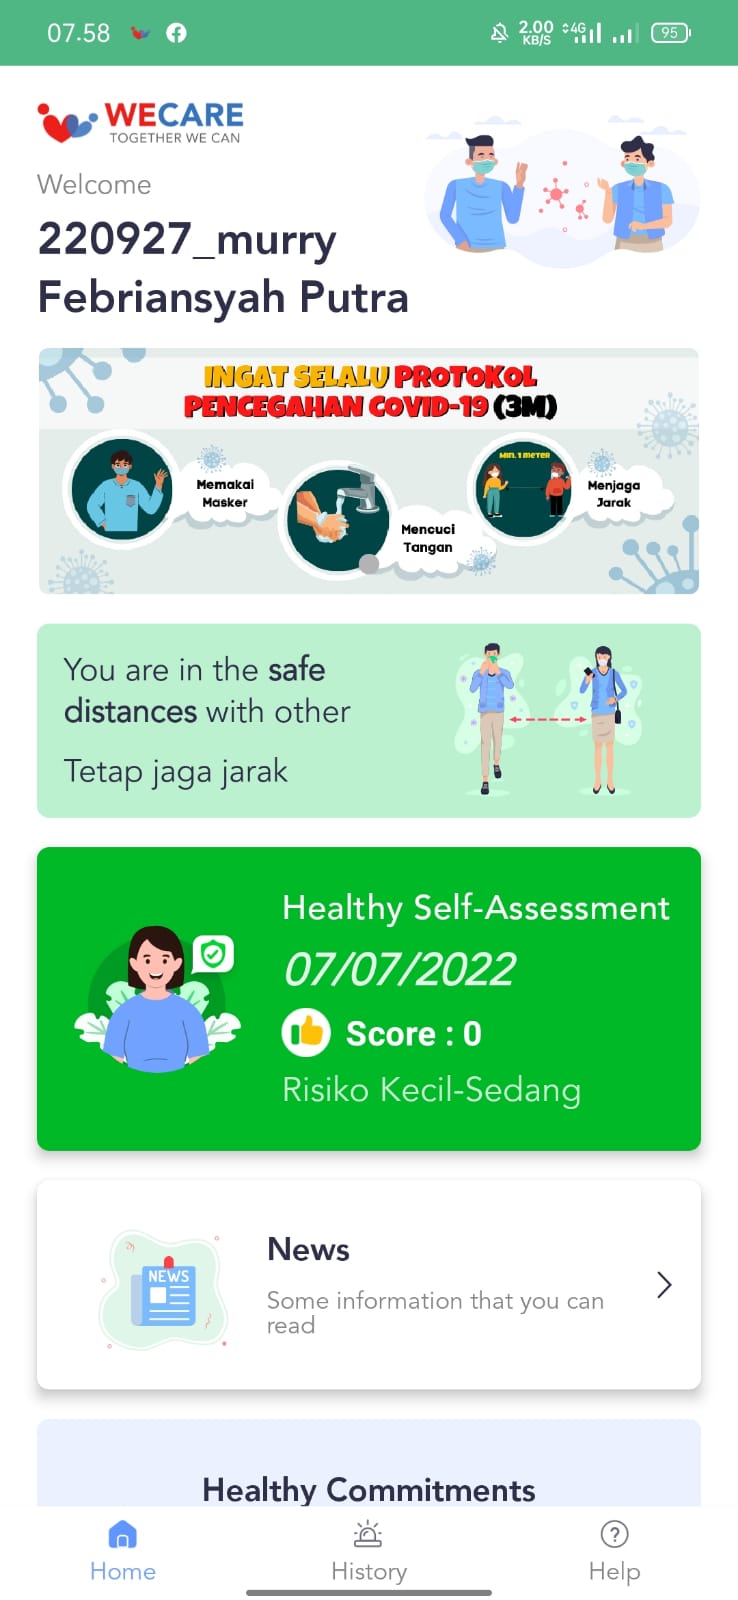 07.58
2.00
KB/S
4G
95
WECARE
TOGETHER WE CAN
Welcome
220927_murry
Febriansyah Putra
INGAT SELALU PROTOKOL
PENCEGAHAN COVID-19 (3M)
Memakai
Masker
Mencuci
Tangan
MIN. 1 METER
Menjaga
Jarak
You are in the safe
distances with other
Tetap jaga jarak
Healthy Self-Assessment
07/07/2022
Score : 0
Risiko Kecil-Sedang
NEWS
News
Some information that you can
read
Healthy Commitments
Home
History
Help